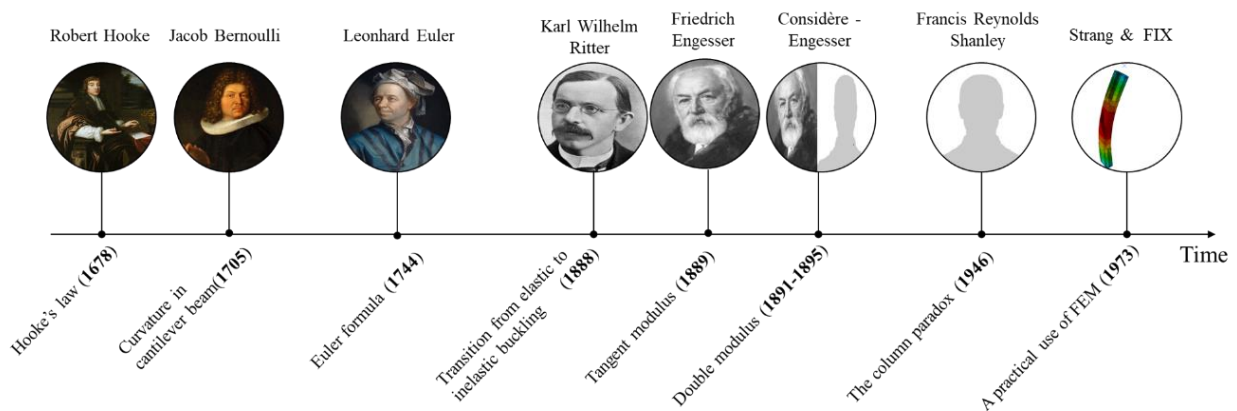 Robert Hooke
Jacob Bernoulli
Leonhard Euler
Karl Wilhelm
Ritter
Friedrich
Engesser
Considère -
Engesser
Francis Reynolds
Shanley
Strang & FIX
Time
Hooke's law (1678)
Curvature in
cantilever beam(1705)
Euler formula (1744)
Transition from elastic to
inelastic buckling (1888)
Tangent modulus (1889)
Double modulus (1891-1895)
The column paradox (1946)
A practical use of FEM (1973)